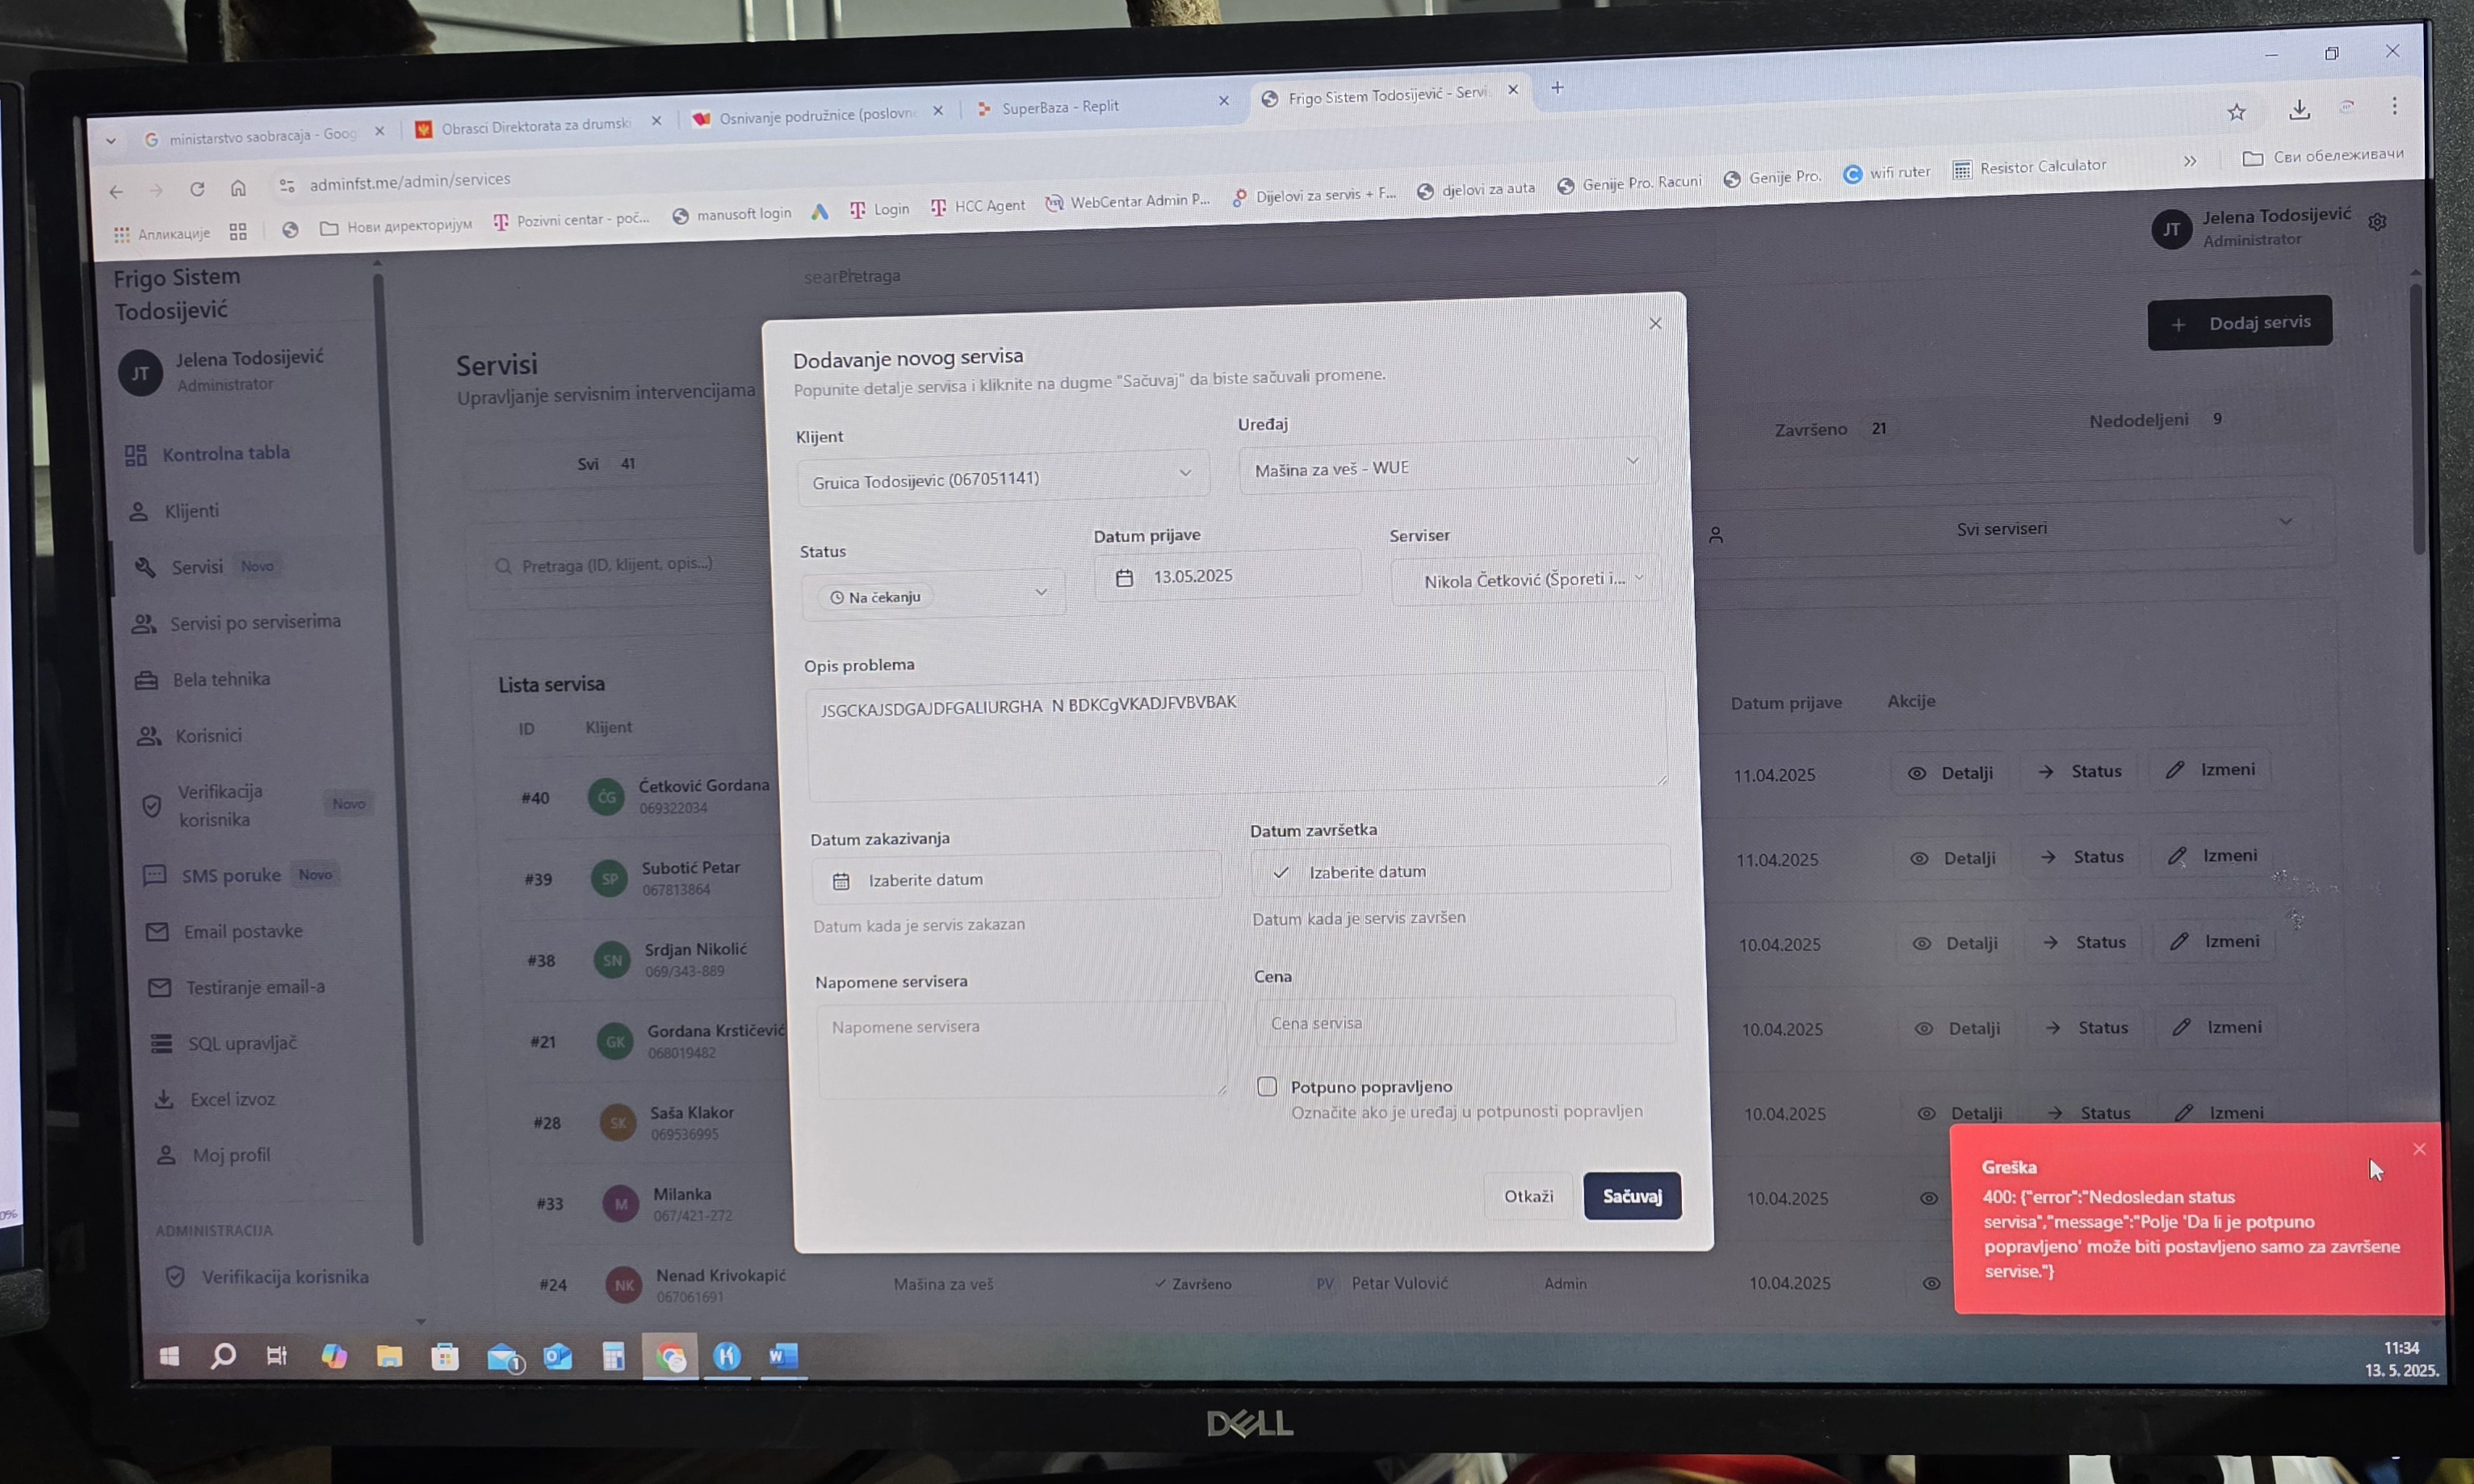 ministarstvo saobracaja - Goog
Obrasci Direktorata za drumski
Osnivanje podružnice (poslovn
SuperBaza - Replit
Frigo Sistem Todosijević - Servi
adminfst.me/admin/services
Апликације
Нови директоријум
Pozivni centar - poč...
manusoft login
Login
HCC Agent
WebCentar Admin P...
Dijelovi za servis + F...
djelovi za auta
Genije Pro. Racuni
Genije Pro.
wifi ruter
Resistor Calculator
Сви обележивачи
Frigo Sistem
Todosijević
Pretraga
JT
Jelena Todosijević
Administrator
JT
Jelena Todosijević
Administrator
Kontrolna tabla
Klijenti
Servisi Novo
Servisi po serviserima
Bela tehnika
Korisnici
Verifikacija
korisnika
Novo
SMS poruke Novo
Email postavke
Testiranje email-a
SQL upravljač
Excel izvoz
Moj profil
ADMINISTRACIJA
Verifikacija korisnika
Servisi
Upravljanje servisnim intervencijama
+ Dodaj servis
Svi 41
Završeno 21
Nedodeljeni 9
Pretraga (ID, klijent, opis...)
Svi serviseri
Lista servisa
ID Klijent
Datum prijave Akcije
#40 ĆG Ćetković Gordana
069322034
11.04.2025 Detalji Status Izmeni
#39 SP Subotić Petar
067813864
11.04.2025 Detalji Status Izmeni
#38 SN Srdjan Nikolić
069/343-889
10.04.2025 Detalji Status Izmeni
#21 GK Gordana Krstičević
068019482
10.04.2025 Detalji Status Izmeni
#28 SK Saša Klakor
069536995
10.04.2025 Detalji Status Izmeni
#33 M Milanka
067/421-272
10.04.2025
#24 NK Nenad Krivokapić
067061691
Mašina za veš Završeno PV Petar Vulović Admin 10.04.2025
Dodavanje novog servisa
Popunite detalje servisa i kliknite na dugme "Sačuvaj" da biste sačuvali promene.
Klijent
Gruica Todosijevic (067051141)
Uređaj
Mašina za veš - WUE
Status
Na čekanju
Datum prijave
13.05.2025
Serviser
Nikola Četković (Šporeti i...
Opis problema
JSGCKAJSDGAJDFGALIURGHA N BDKCgVKADJFVBVBAK
Datum zakazivanja
Izaberite datum
Datum kada je servis zakazan
Datum završetka
Izaberite datum
Datum kada je servis završen
Napomene servisera
Napomene servisera
Cena
Cena servisa
Potpuno popravljeno
Označite ako je uređaj u potpunosti popravljen
Otkaži
Sačuvaj
Greška
400: {"error":"Nedosledan status
servisa","message":"Polje 'Da li je potpuno
popravljeno' može biti postavljeno samo za završene
servise."}
11:34
13. 5. 2025.
DELL